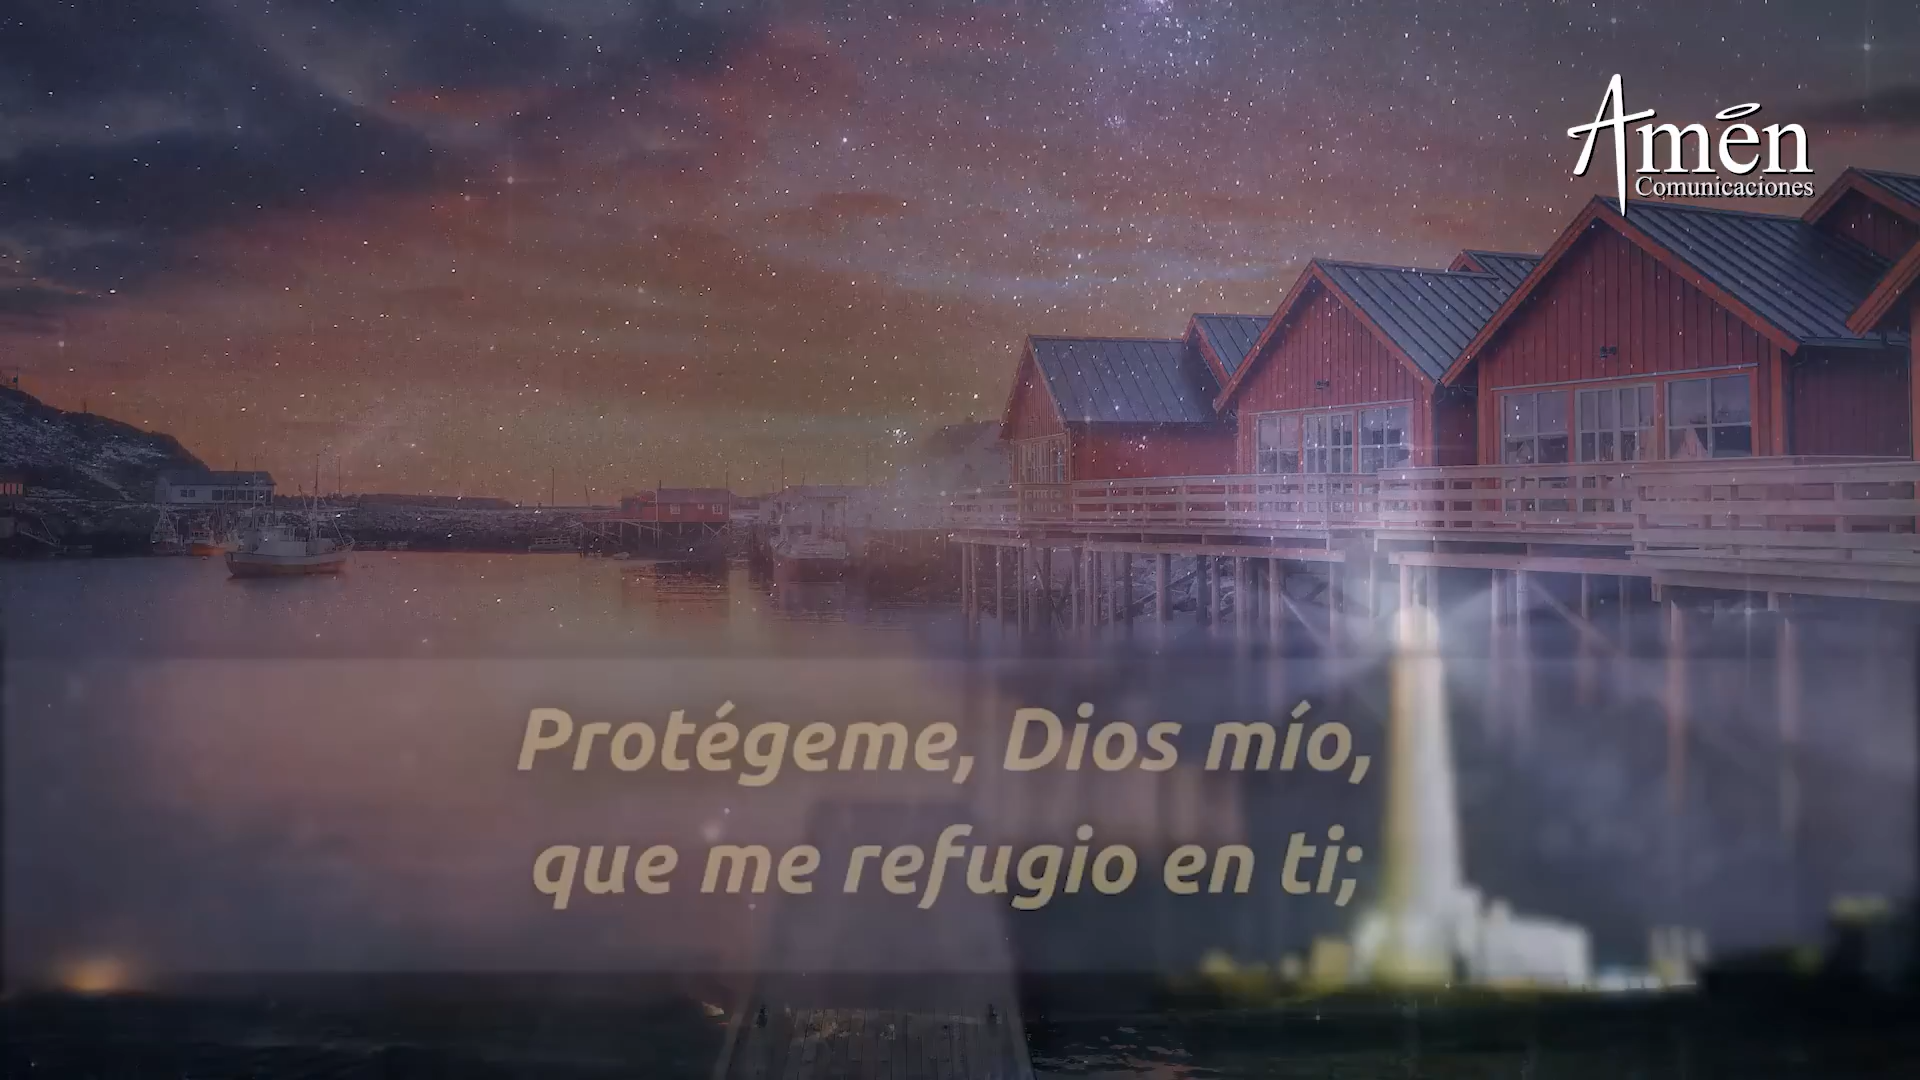 Amén
Comunicaciones
Protégeme, Dios mío,
que me refugio en ti;